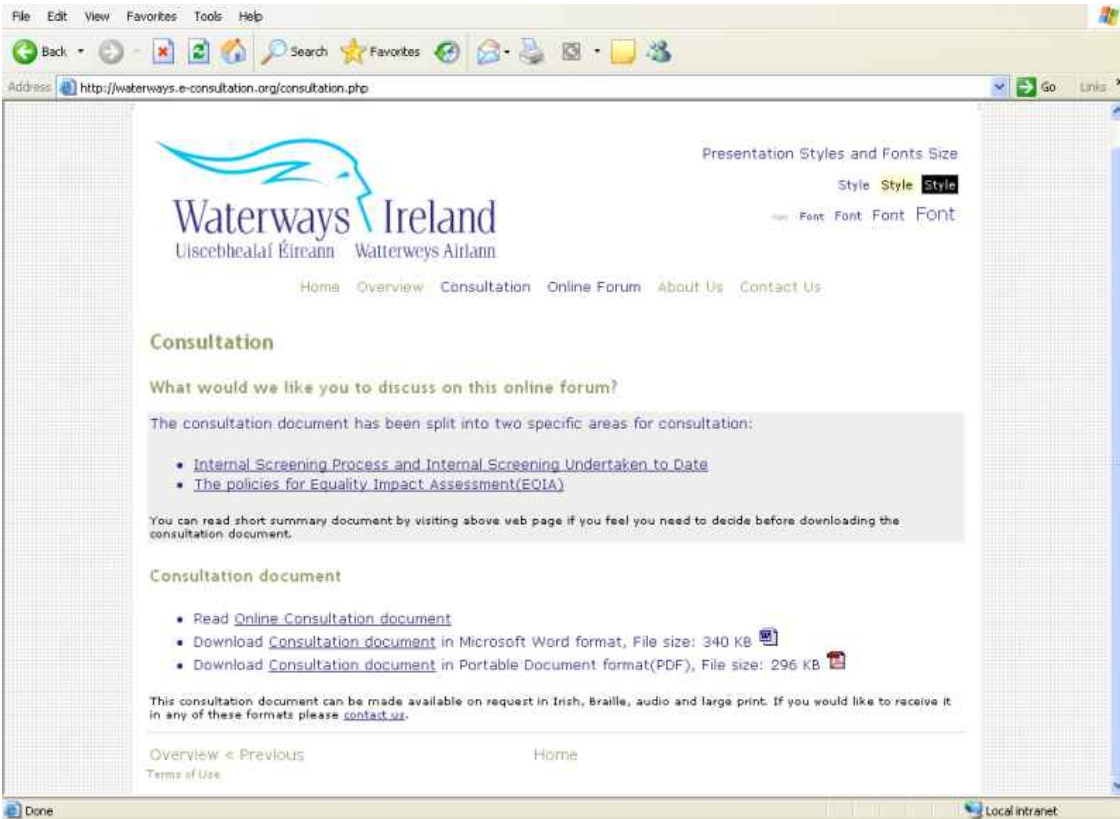 File Edit View Favorites Tools Help
Back Search Favorites
Address http://waterways.e-consultation.org/consultation.php Go Links
Presentation Styles and Fonts Size
Style Style Style
Font Font Font Font
Waterways Ireland
Uiscebhealaí Éireann Watterweys Airlann
Home Overview Consultation Online Forum About Us Contact Us
Consultation
What would we like you to discuss on this online forum?
The consultation document has been split into two specific areas for consultation:
• Internal Screening Process and Internal Screening Undertaken to Date
• The policies for Equality Impact Assessment(EQIA)
You can read short summary document by visiting above web page if you feel you need to decide before downloading the
consultation document.
Consultation document
• Read Online Consultation document
• Download Consultation document in Microsoft Word format, File size: 340 KB
• Download Consultation document in Portable Document format(PDF), File size: 296 KB
This consultation document can be made available on request in Irish, Braille, audio and large print. If you would like to receive it
in any of these formats please contact us.
Overview < Previous Home
Terms of Use
Done Local intranet